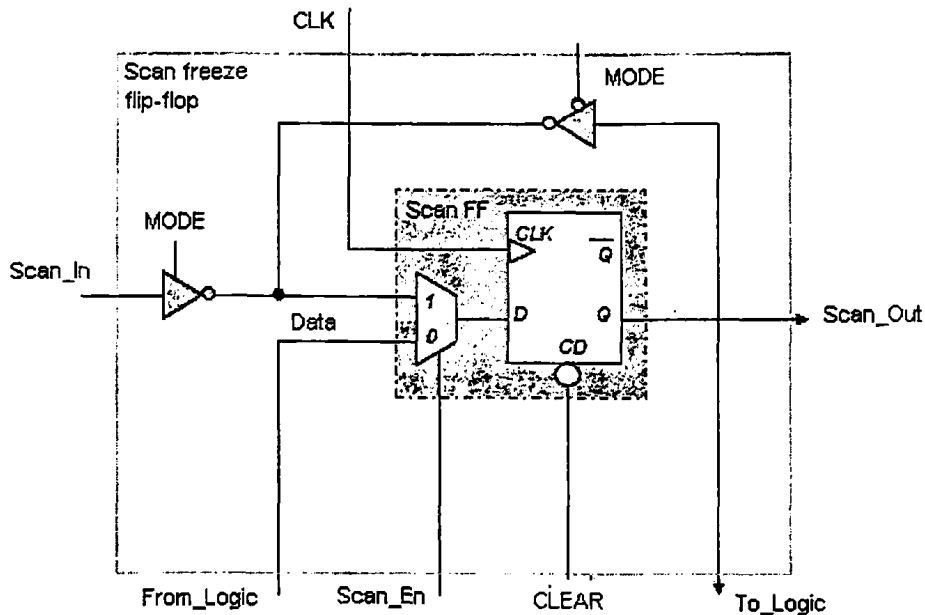 CLK
Scan freeze
flip-flop
MODE
Scan FF
MODE
CLK
Q
Scan_In
1
D
Q
Scan_Out
Data
0
CD
From_Logic
Scan_En
CLEAR
To_Logic